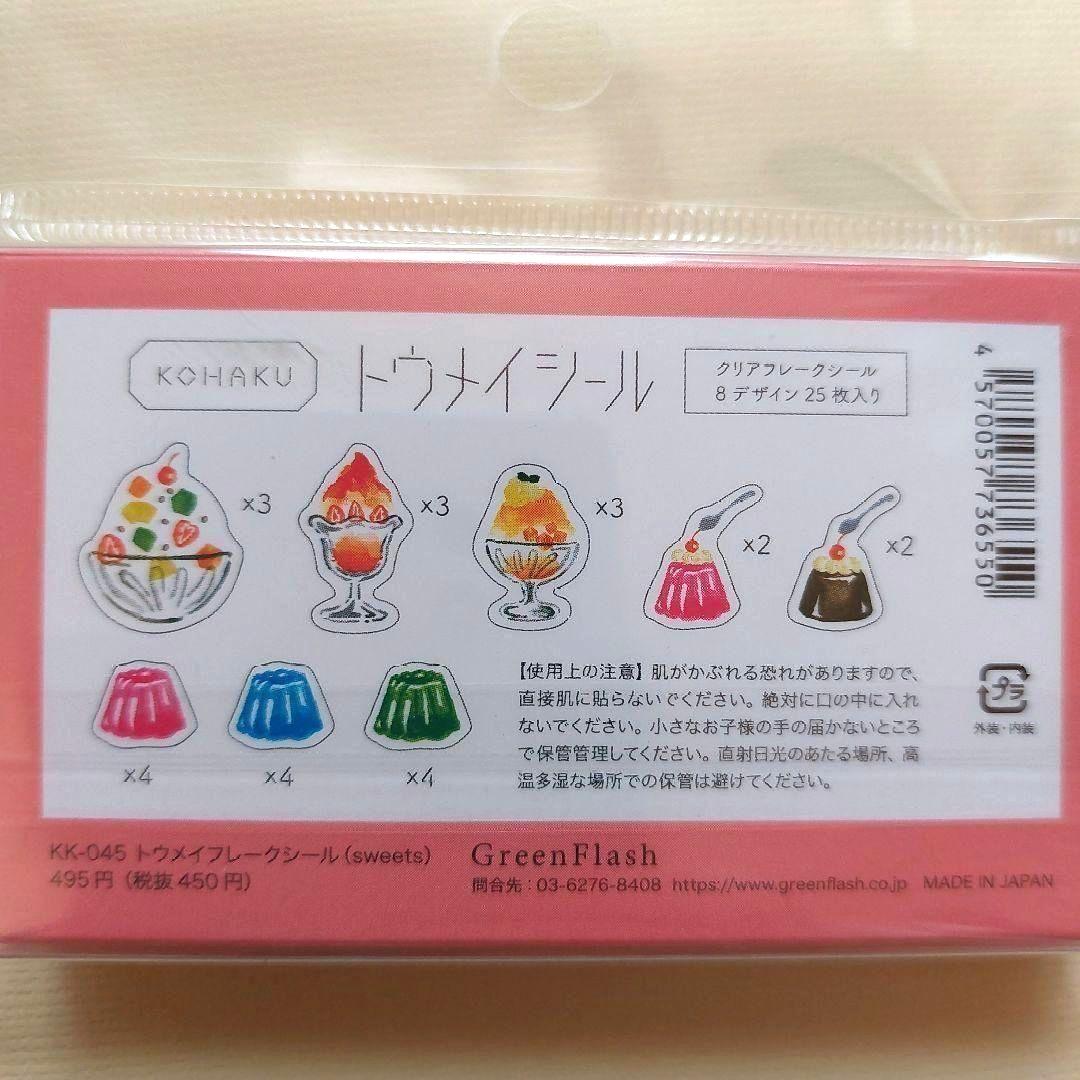 KOHAKU
トウメイシール
クリアフレークシール
8デザイン25枚入り
4 570057 736550
×3
×3
×3
×2
×2
×4
×4
×4
【使用上の注意】肌がかぶれる恐れがありますので、
直接肌に貼らないでください。絶対に口の中に入れ
ないでください。小さなお子様の手の届かないところ
で保管管理してください。直射日光のあたる場所、高
温多湿な場所での保管は避けてください。
プラ
外装・内装
KK-045 トウメイフレークシール(sweets)
495円(税抜450円)
GreenFlash
問合先:03-6276-8408 https://www.greenflash.co.jp MADE IN JAPAN